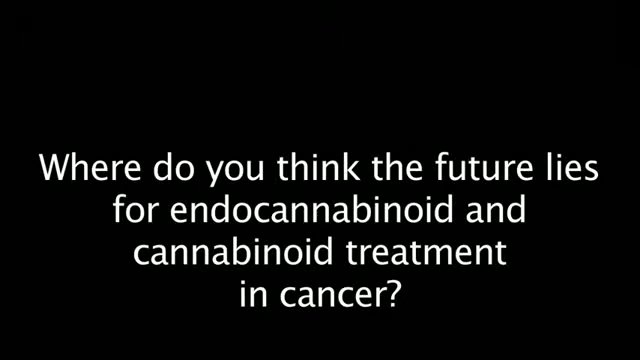 Where do you think the future lies
for endocannabinoid and
cannabinoid treatment
in cancer?